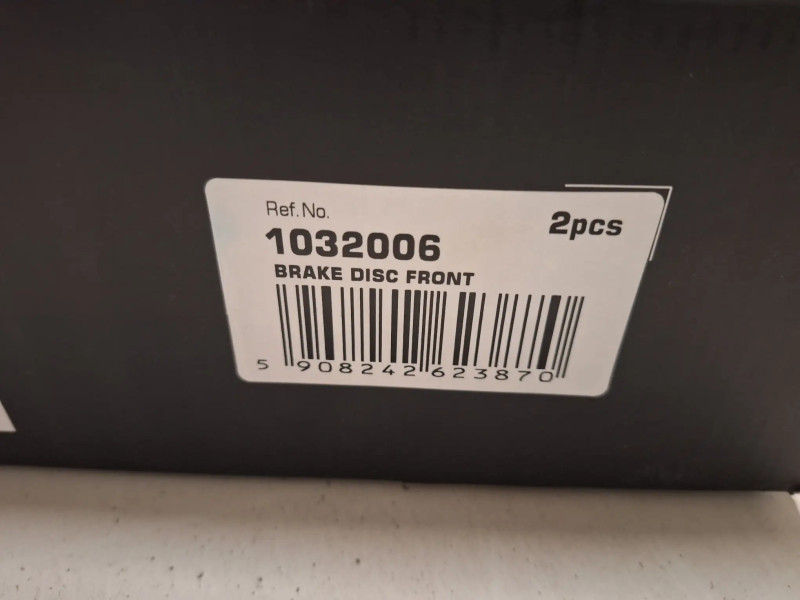 Ref. No.
2pcs
1032006
BRAKE DISC FRONT
5 908242 623870